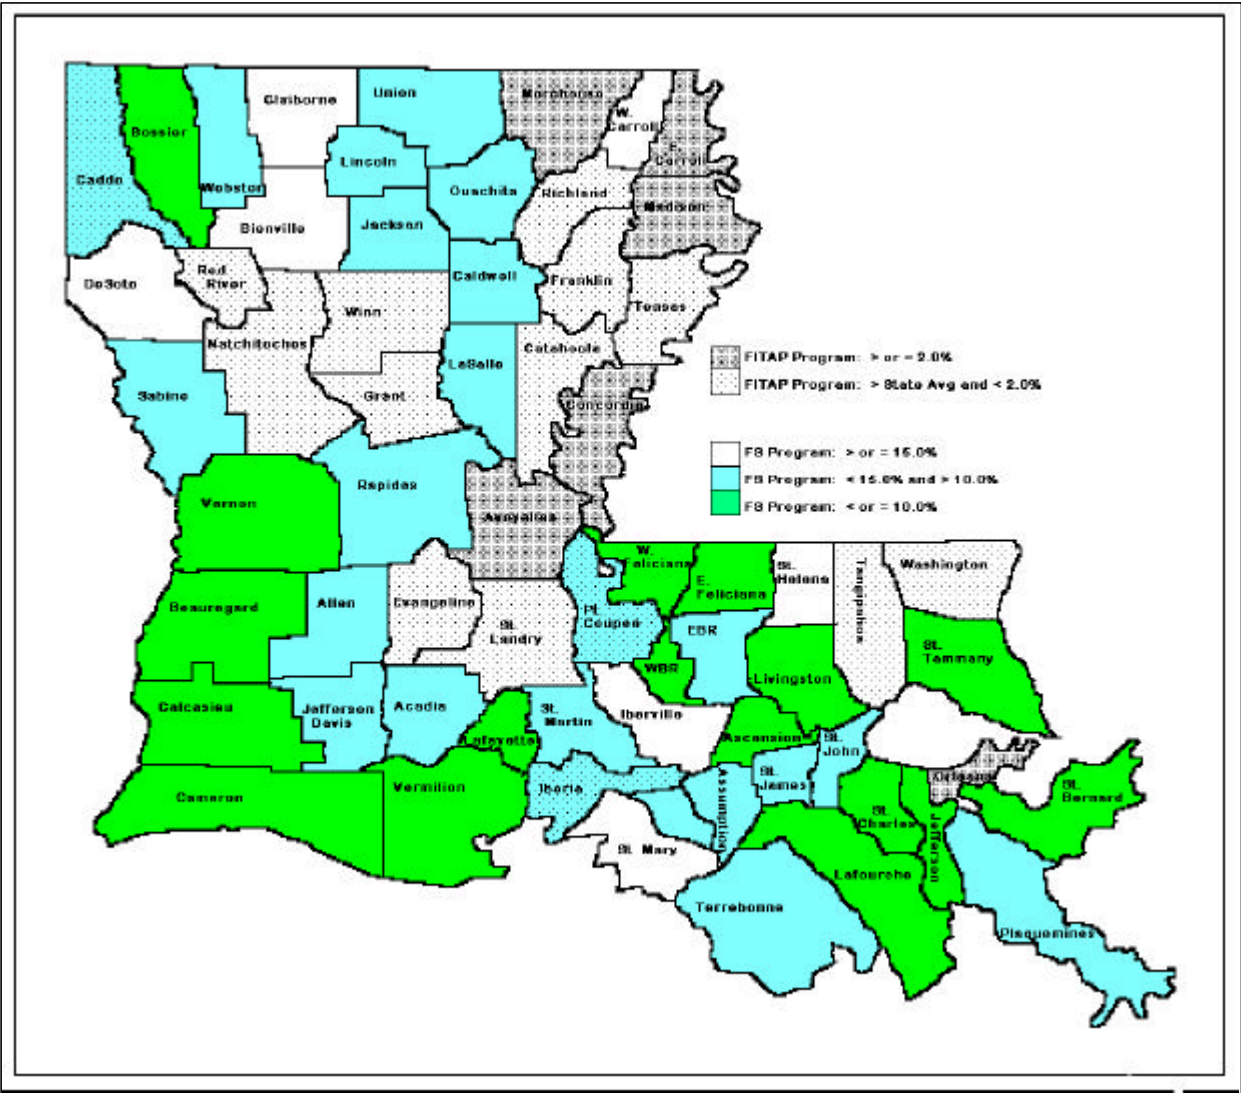 Claiborne
Union
Morehouse
Bossier
W.
Carroll
E.
Carroll
Lincoln
Caddo
Webster
Ouachita
Richland
Madison
Bienville
Jackson
Red
River
DeSoto
Caldwell
Franklin
Winn
Tensas
Natchitoches
Catahoula
LaSalle
FITAP Program: > or = 2.0%
FITAP Program: > State Avg and < 2.0%
Sabine
Grant
Concordia
FS Program: > or = 15.0%
FS Program: < 15.0% and > 10.0%
FS Program: < or = 10.0%
Rapides
Vernon
Avoyelles
W.
Feliciana
E.
Feliciana
St.
Helena
Tangipahoa
Washington
Beauregard
Allen
Evangeline
St.
Landry
Pt.
Coupee
EBR
St.
Tammany
WBR
Livingston
Calcasieu
Jefferson
Davis
Acadia
St.
Martin
Iberville
Lafayette
Ascension
St.
John
Cameron
Vermilion
Iberia
Assumption
St.
James
Orleans
St.
Bernard
St.
Charles
Jefferson
St. Mary
Lafourche
Terrebonne
Plaquemines